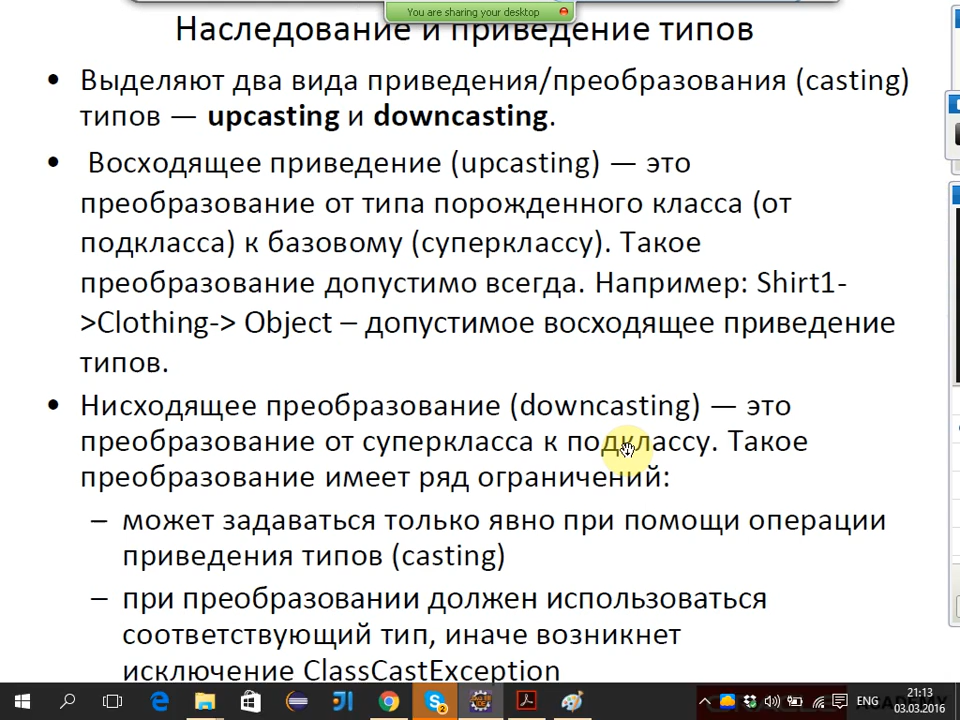 You are sharing your desktop
Наследование и приведение типов
• Выделяют два вида приведения/преобразования (casting)
типов — upcasting и downcasting.
• Восходящее приведение (upcasting) — это
преобразование от типа порожденного класса (от
подкласса) к базовому (суперклассу). Такое
преобразование допустимо всегда. Например: Shirt1-
>Clothing-> Object – допустимое восходящее приведение
типов.
• Нисходящее преобразование (downcasting) — это
преобразование от суперкласса к подклассу. Такое
преобразование имеет ряд ограничений:
– может задаваться только явно при помощи операции
приведения типов (casting)
– при преобразовании должен использоваться
соответствующий тип, иначе возникнет
исключение ClassCastException
ENG
21:13
03.03.2016